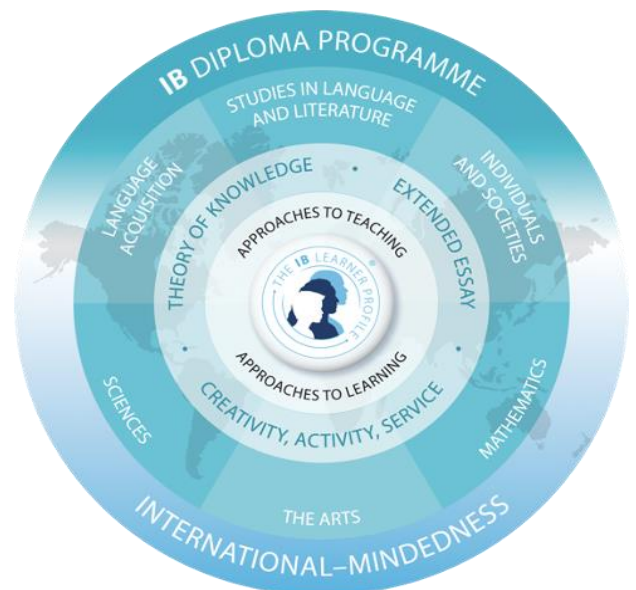 IB DIPLOMA PROGRAMME
STUDIES IN LANGUAGE
AND LITERATURE
LANGUAGE
ACQUISITION
INDIVIDUALS
AND SOCIETIES
THEORY OF KNOWLEDGE
EXTENDED ESSAY
APPROACHES TO TEACHING
THE IB LEARNER PROFILE
®
APPROACHES TO LEARNING
CREATIVITY, ACTIVITY, SERVICE
SCIENCES
MATHEMATICS
THE ARTS
INTERNATIONAL–MINDEDNESS